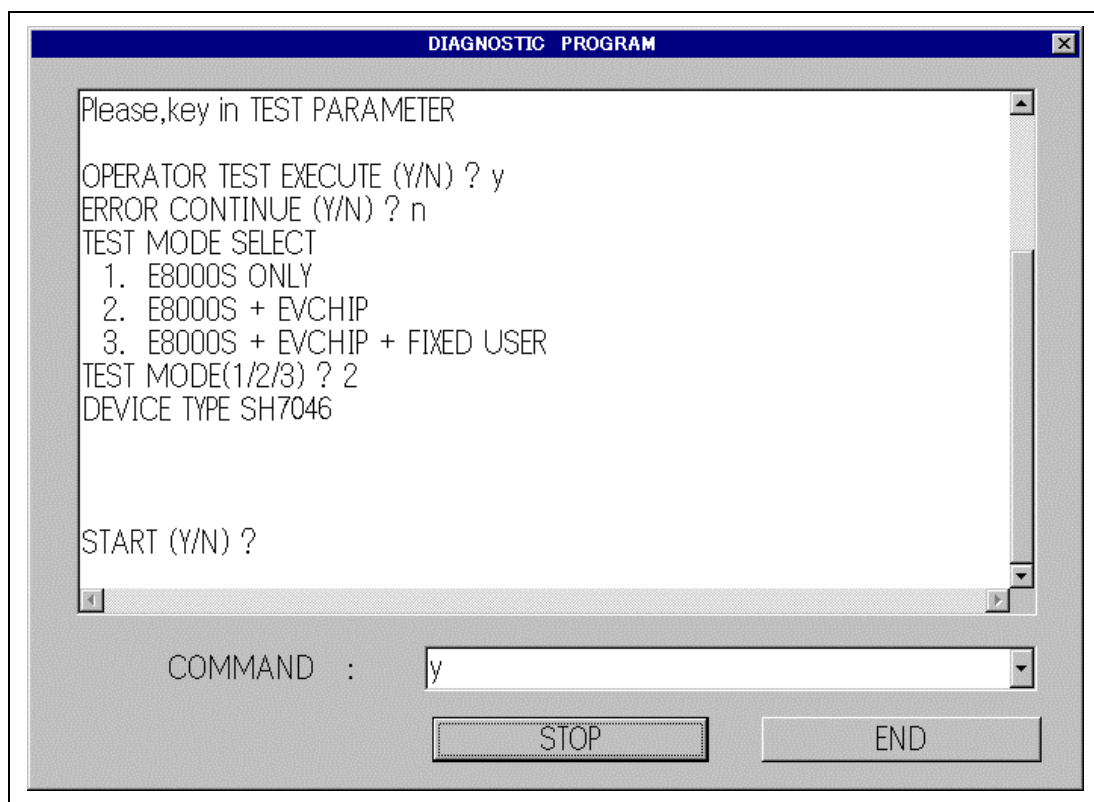 DIAGNOSTIC PROGRAM
Please,key in TEST PARAMETER
OPERATOR TEST EXECUTE (Y/N) ? y
ERROR CONTINUE (Y/N) ? n
TEST MODE SELECT
1. E8000S ONLY
2. E8000S + EVCHIP
3. E8000S + EVCHIP + FIXED USER
TEST MODE(1/2/3) ? 2
DEVICE TYPE SH7046
START (Y/N) ?
COMMAND : y
STOP END